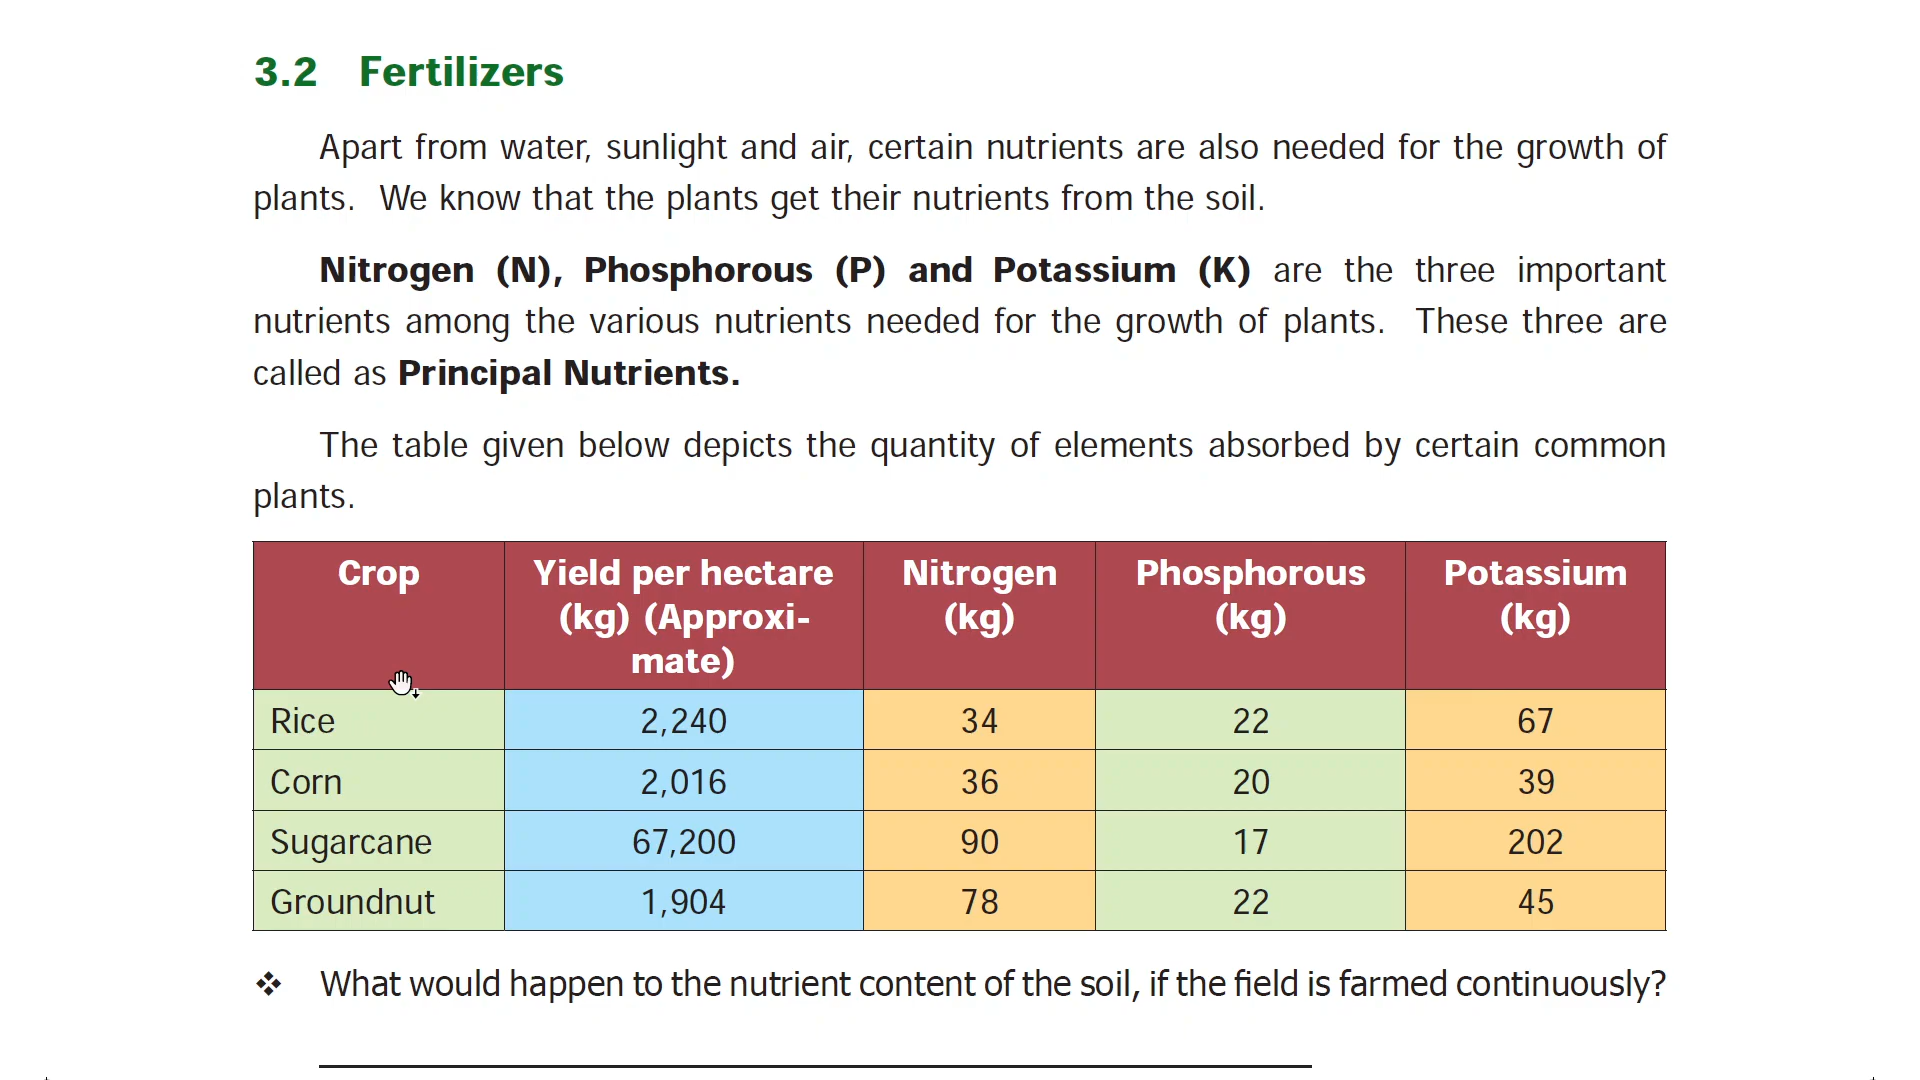 3.2 Fertilizers
Apart from water, sunlight and air, certain nutrients are also needed for the growth of
plants. We know that the plants get their nutrients from the soil.
Nitrogen (N), Phosphorous (P) and Potassium (K) are the three important
nutrients among the various nutrients needed for the growth of plants. These three are
called as Principal Nutrients.
The table given below depicts the quantity of elements absorbed by certain common
plants.
Crop Yield per hectare Nitrogen Phosphorous Potassium
(kg) (Approxi- (kg) (kg) (kg)
mate)
Rice 2,240 34 22 67
Corn 2,016 36 20 39
Sugarcane 67,200 90 17 202
Groundnut 1,904 78 22 45
❖ What would happen to the nutrient content of the soil, if the field is farmed continuously?